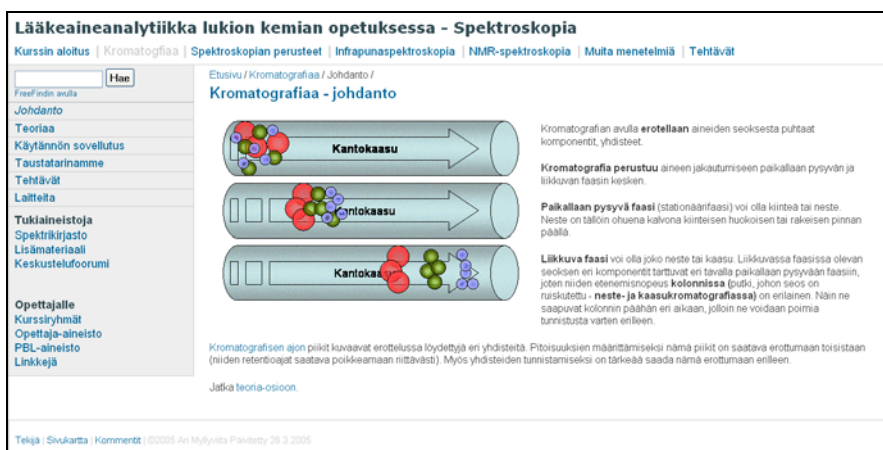 Lääkeaineanalytiikka lukion kemian opetuksessa - Spektroskopia
Kurssin aloitus | Kromatogfiaa | Spektroskopian perusteet | Infrapunaspektroskopia | NMR-spektroskopia | Muita menetelmiä | Tehtävät
Hae
FreeFindin avulla
Johdanto
Teoriaa
Käytännön sovellutus
Taustatarinamme
Tehtävät
Laitteita
Tukiaineistoja
Spektrikirjasto
Lisämateriaali
Keskustelufoorumi
Opettajalle
Kurssiryhmät
Opettaja-aineisto
PBL-aineisto
Linkkejä
Etusivu / Kromatografiaa / Johdanto /
Kromatografiaa - johdanto
Kantokaasu
Kantokaasu
Kantokaasu
Kromatografian avulla erotellaan aineiden seoksesta puhtaat
komponentit, yhdisteet.
Kromatografia perustuu aineen jakautumiseen paikallaan pysyvän ja
liikkuvan faasin kesken.
Paikallaan pysyvä faasi (stationäärifaasi) voi olla kiinteä tai neste.
Neste on tällöin ohuena kalvona kiinteisen huokoisen tai rakeisen pinnan
päällä.
Liikkuva faasi voi olla joko neste tai kaasu. Liikkuvassa faasissa olevan
seoksen eri komponentit tarttuvat eri tavalla paikallaan pysyvään faasiin,
joten niiden etenemisnopeus kolonnissa (putki, johon seos on
ruiskutettu - neste- ja kaasukromatografiassa) on erilainen. Näin ne
saapuvat kolonnin päähän eri aikaan, jolloin ne voidaan poimia
tunnistusta varten erilleen.
Kromatografisen ajon piikit kuvaavat erottelussa löydettyjä eri yhdisteitä. Pitoisuuksien määrittämiseksi nämä piikit on saatava erottumaan toisistaan
(niiden retentioajat saatava poikkeamaan riittävästi). Myös yhdisteiden tunnistamiseksi on tärkeää saada nämä erottumaan erilleen.
Jatka teoria-osioon.
Tekijä | Sivukartta | Kommentit | ©2005 Ari Myllyviita Päivitetty 28.3.2005